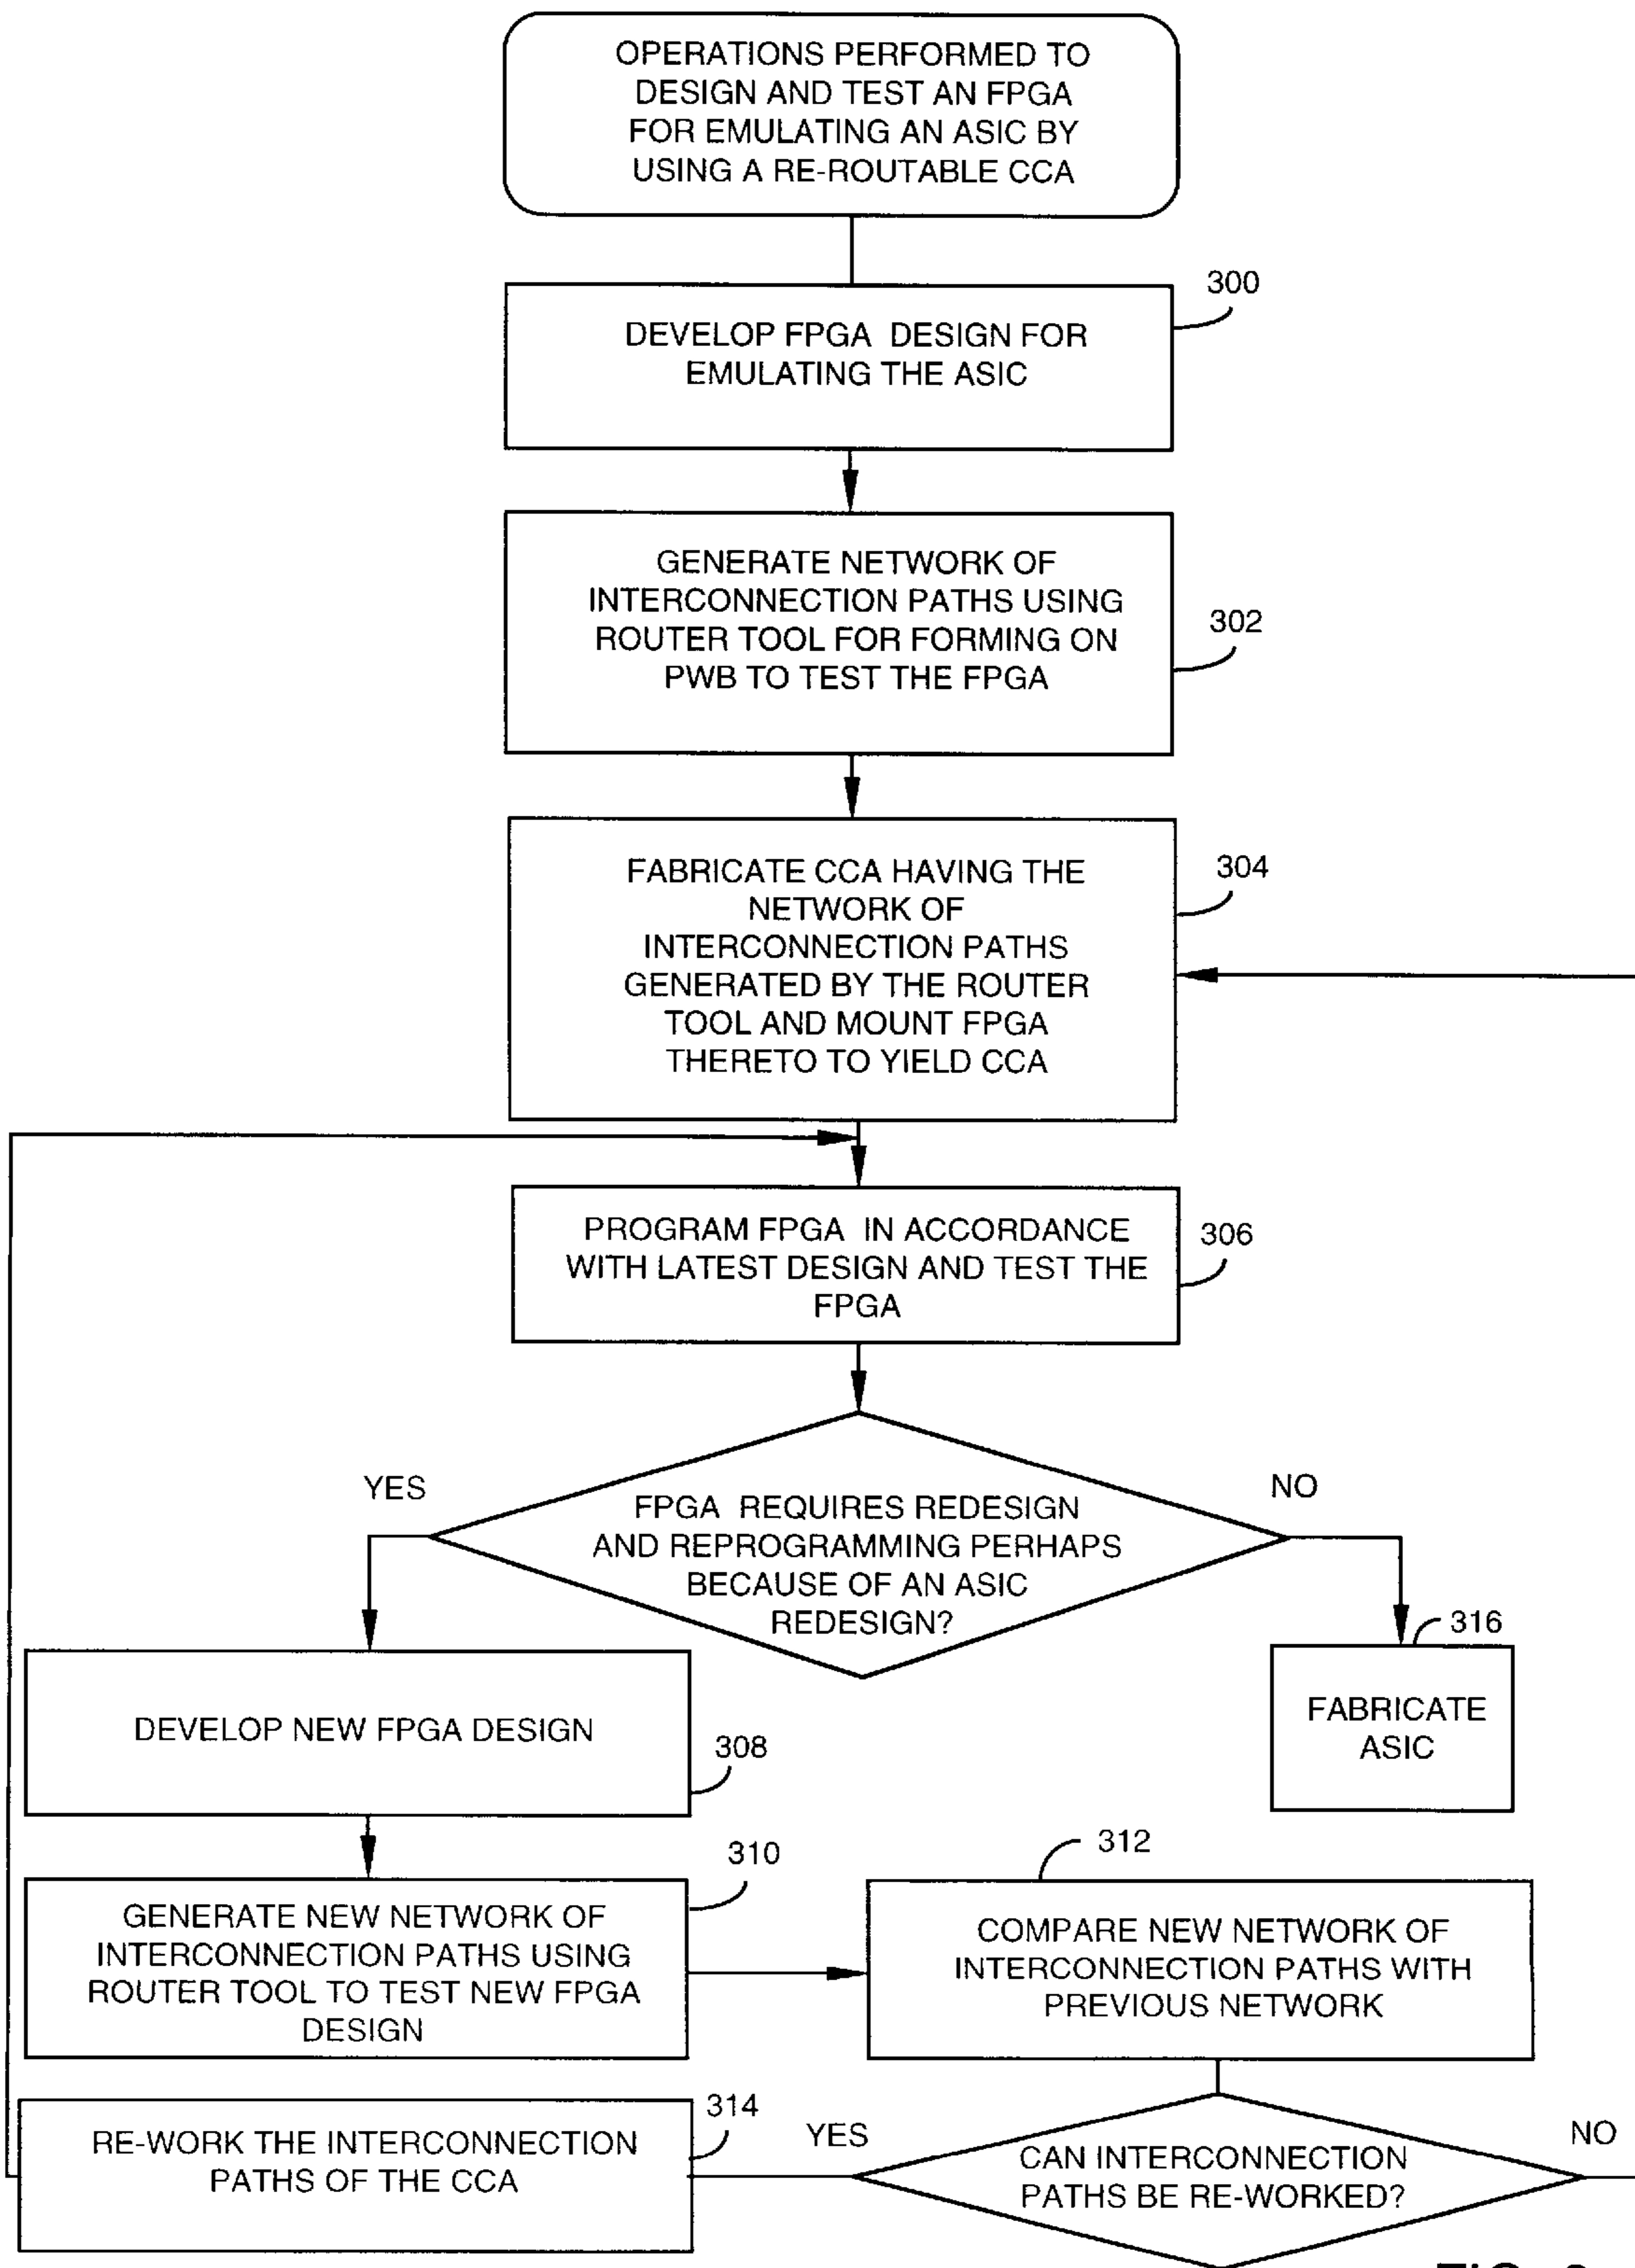 OPERATIONS PERFORMED TO
DESIGN AND TEST AN FPGA
FOR EMULATING AN ASIC BY
USING A RE-ROUTABLE CCA
300
DEVELOP FPGA DESIGN FOR
EMULATING THE ASIC
GENERATE NETWORK OF
INTERCONNECTION PATHS USING
ROUTER TOOL FOR FORMING ON
PWB TO TEST THE FPGA
302
FABRICATE CCA HAVING THE
NETWORK OF
INTERCONNECTION PATHS
GENERATED BY THE ROUTER
TOOL AND MOUNT FPGA
THERETO TO YIELD CCA
304
PROGRAM FPGA IN ACCORDANCE
WITH LATEST DESIGN AND TEST THE
FPGA
306
YES
NO
FPGA REQUIRES REDESIGN
AND REPROGRAMMING PERHAPS
BECAUSE OF AN ASIC
REDESIGN?
316
FABRICATE
ASIC
DEVELOP NEW FPGA DESIGN
308
310
GENERATE NEW NETWORK OF
INTERCONNECTION PATHS USING
ROUTER TOOL TO TEST NEW FPGA
DESIGN
312
COMPARE NEW NETWORK OF
INTERCONNECTION PATHS WITH
PREVIOUS NETWORK
314
RE-WORK THE INTERCONNECTION
PATHS OF THE CCA
YES
CAN INTERCONNECTION
PATHS BE RE-WORKED?
NO